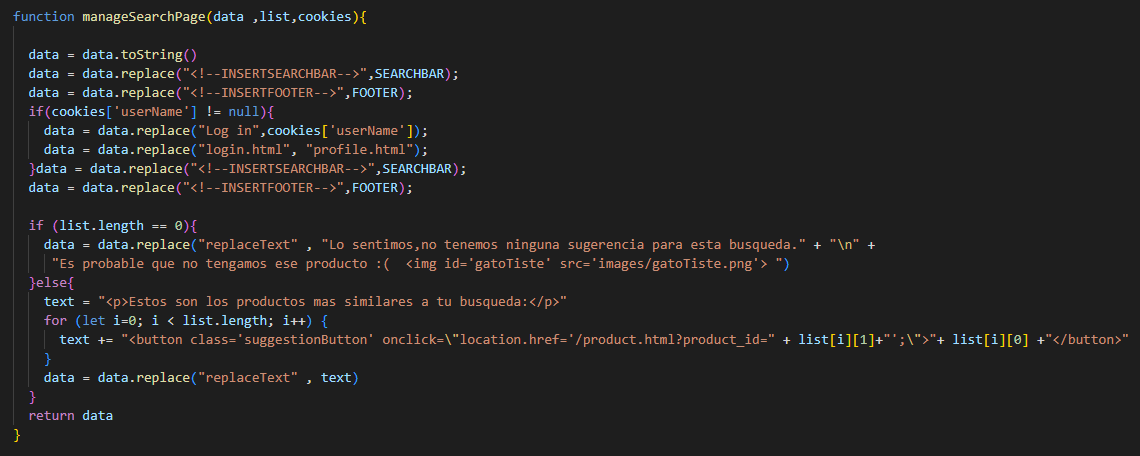 function manageSearchPage(data ,list,cookies){
data = data.toString()
data = data.replace("<!--INSERTSEARCHBAR-->",SEARCHBAR);
data = data.replace("<!--INSERTFOOTER-->",FOOTER);
if(cookies['userName'] != null){
data = data.replace("Log in",cookies['userName']);
data = data.replace("login.html", "profile.html");
}data = data.replace("<!--INSERTSEARCHBAR-->",SEARCHBAR);
data = data.replace("<!--INSERTFOOTER-->",FOOTER);
if (list.length == 0){
data = data.replace("replaceText" , "Lo sentimos,no tenemos ninguna sugerencia para esta busqueda." + "\n" +
"Es probable que no tengamos ese producto :(  <img id='gatoTiste' src='images/gatoTiste.png'> ")
}else{
text = "<p>Estos son los productos mas similares a tu busqueda:</p>"
for (let i=0; i < list.length; i++) {
text += "<button class='suggestionButton' onclick=\"location.href='/product.html?product_id=" + list[i][1]+"';\">"+ list[i][0] +"</button>"
}
data = data.replace("replaceText" , text)
}
return data
}